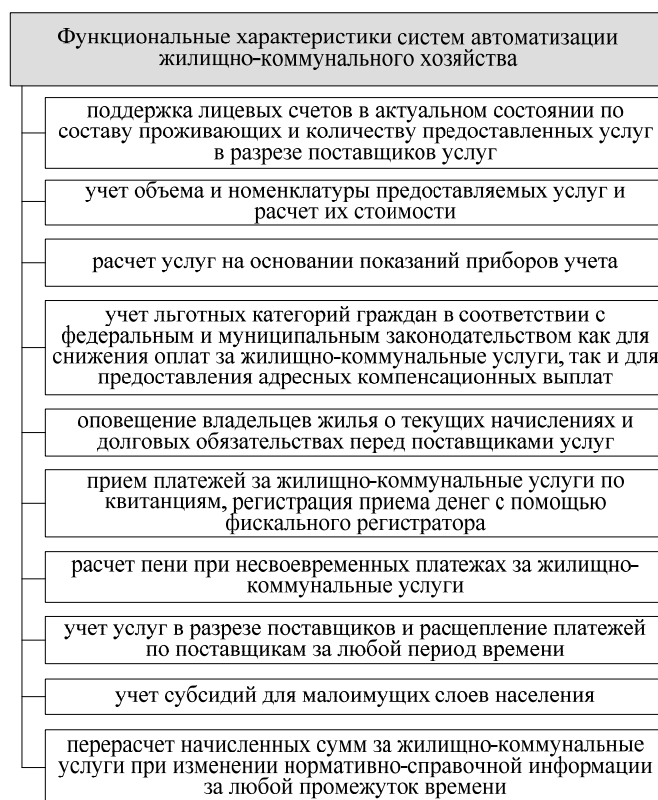 Функциональные характеристики систем автоматизации
жилищно-коммунального хозяйства
поддержка лицевых счетов в актуальном состоянии по
составу проживающих и количеству предоставленных услуг
в разрезе поставщиков услуг
учет объема и номенклатуры предоставляемых услуг и
расчет их стоимости
расчет услуг на основании показаний приборов учета
учет льготных категорий граждан в соответствии с
федеральным и муниципальным законодательством как для
снижения оплат за жилищно-коммунальные услуги, так и для
предоставления адресных компенсационных выплат
оповещение владельцев жилья о текущих начислениях и
долговых обязательствах перед поставщиками услуг
прием платежей за жилищно-коммунальные услуги по
квитанциям, регистрация приема денег с помощью
фискального регистратора
расчет пени при несвоевременных платежах за жилищно-
коммунальные услуги
учет услуг в разрезе поставщиков и расщепление платежей
по поставщикам за любой период времени
учет субсидий для малоимущих слоев населения
перерасчет начисленных сумм за жилищно-коммунальные
услуги при изменении нормативно-справочной информации
за любой промежуток времени